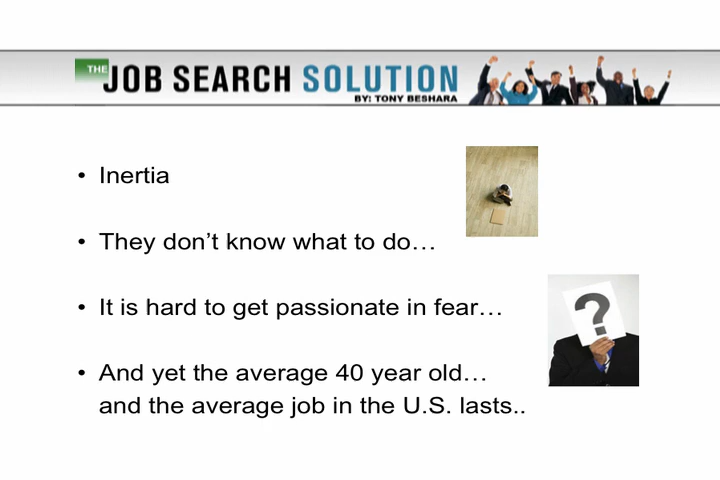 THE JOB SEARCH SOLUTION
BY: TONY BESHARA
• Inertia
• They don’t know what to do…
• It is hard to get passionate in fear…
?
• And yet the average 40 year old…
and the average job in the U.S. lasts..